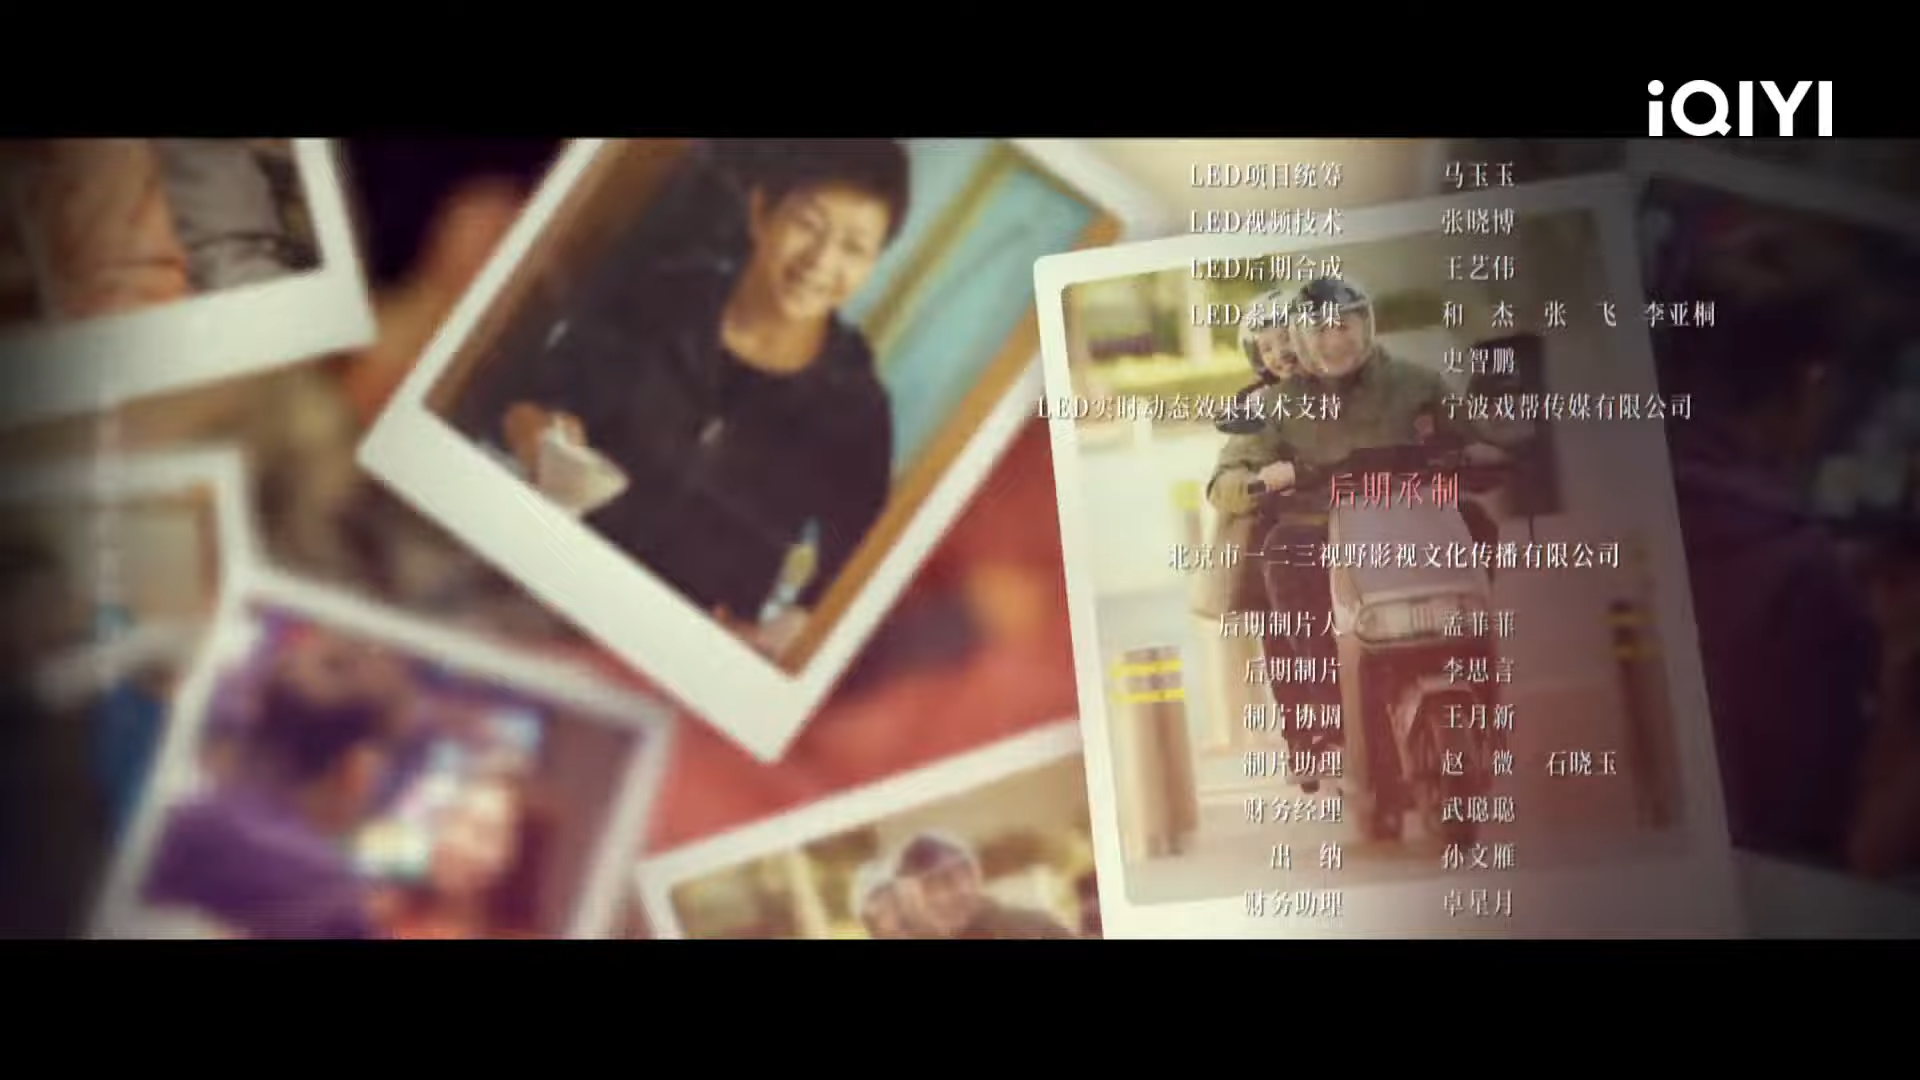 iQIYI
LED项目统筹 马玉玉
LED视频技术 张晓博
LED后期合成 王艺伟
LED素材采集 和 杰 张 飞 李亚桐
史智鹏
LED实时动态效果技术支持 宁波戏帮传媒有限公司
后期承制
北京市一二三视野影视文化传播有限公司
后期制片人 孟菲菲
后期制片 李思言
制片协调 王月新
制片助理 赵 微 石晓玉
财务经理 武聪聪
出 纳 孙文雁
财务助理 卓星月